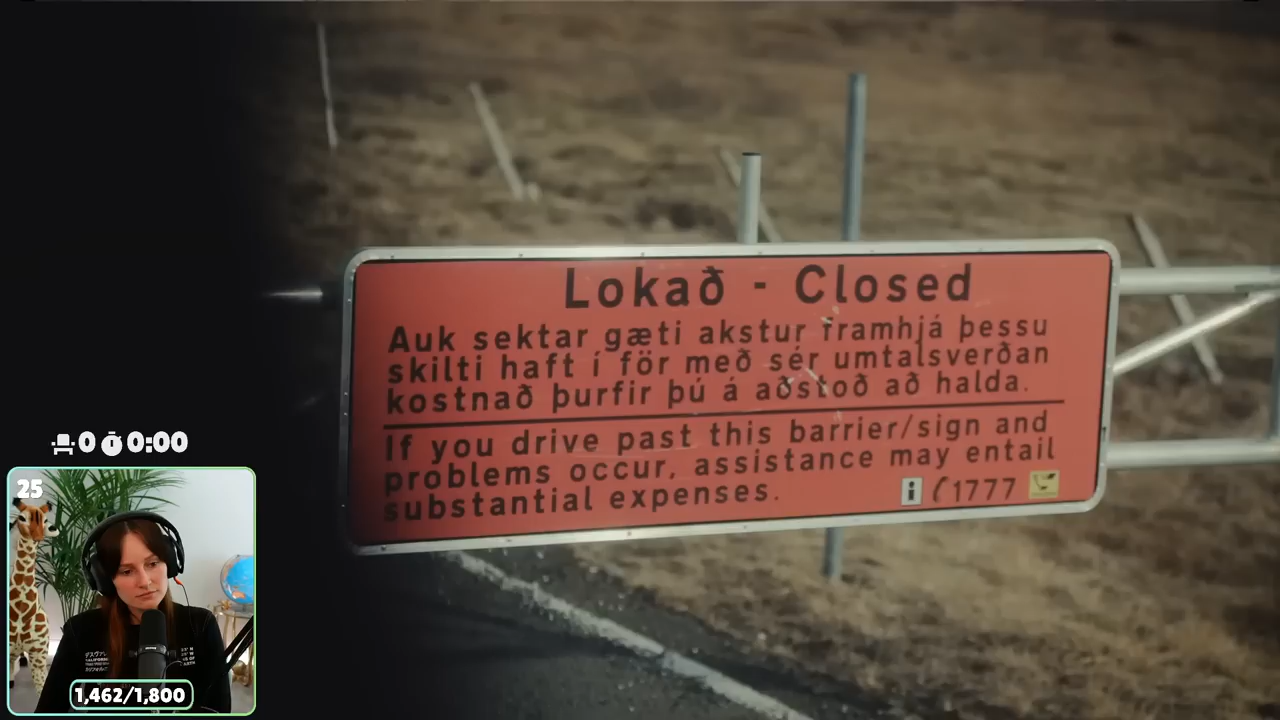 Lokað - Closed
Auk sektar gæti akstur framhjá þessu
skilti haft í för með sér umtalsverðan
kostnað þurfir þú á aðstoð að halda.
If you drive past this barrier/sign and
problems occur, assistance may entail
substantial expenses.
i 1777
0 0:00
25
1,462/1,800